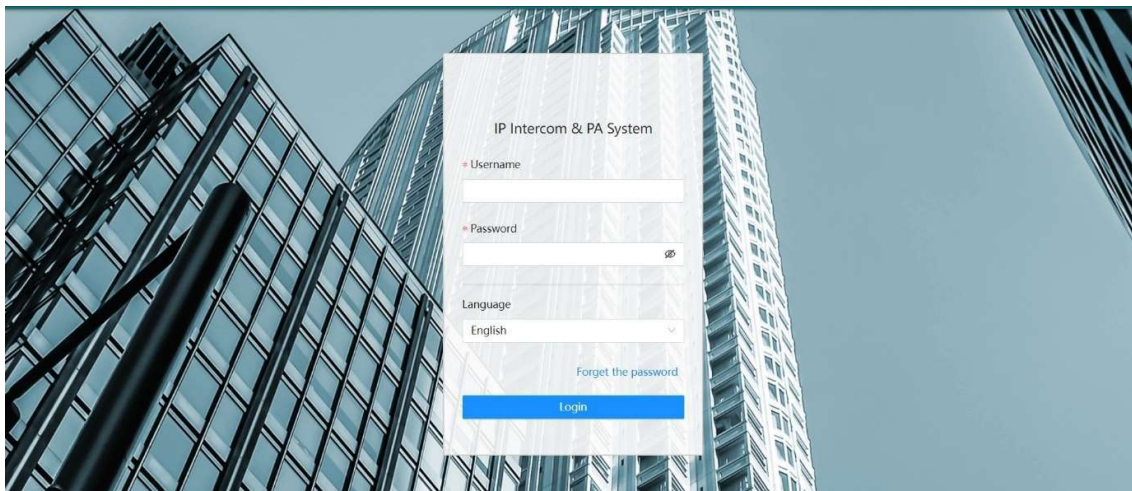 IP Intercom & PA System
* Username
* Password
Language
English
Forget the password
Login